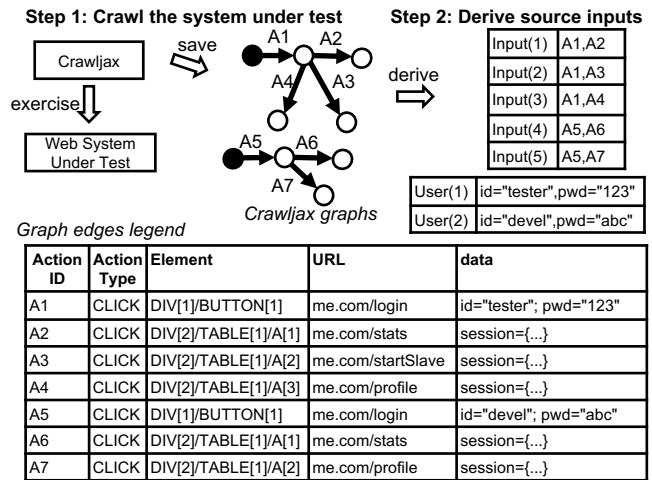 Step 1: Crawl the system under test
Step 2: Derive source inputs
Crawljax
save
exercise
Web System
Under Test
A1
A2
A4
A3
A5
A6
A7
Crawljax graphs
derive
Input(1) A1,A2
Input(2) A1,A3
Input(3) A1,A4
Input(4) A5,A6
Input(5) A5,A7
User(1) id="tester",pwd="123"
User(2) id="devel",pwd="abc"
Graph edges legend
Action ID Action Type Element URL data
A1 CLICK DIV[1]/BUTTON[1] me.com/login id="tester"; pwd="123"
A2 CLICK DIV[2]/TABLE[1]/A[1] me.com/stats session={...}
A3 CLICK DIV[2]/TABLE[1]/A[2] me.com/startSlave session={...}
A4 CLICK DIV[2]/TABLE[1]/A[3] me.com/profile session={...}
A5 CLICK DIV[1]/BUTTON[1] me.com/login id="devel"; pwd="abc"
A6 CLICK DIV[2]/TABLE[1]/A[1] me.com/stats session={...}
A7 CLICK DIV[2]/TABLE[1]/A[2] me.com/profile session={...}